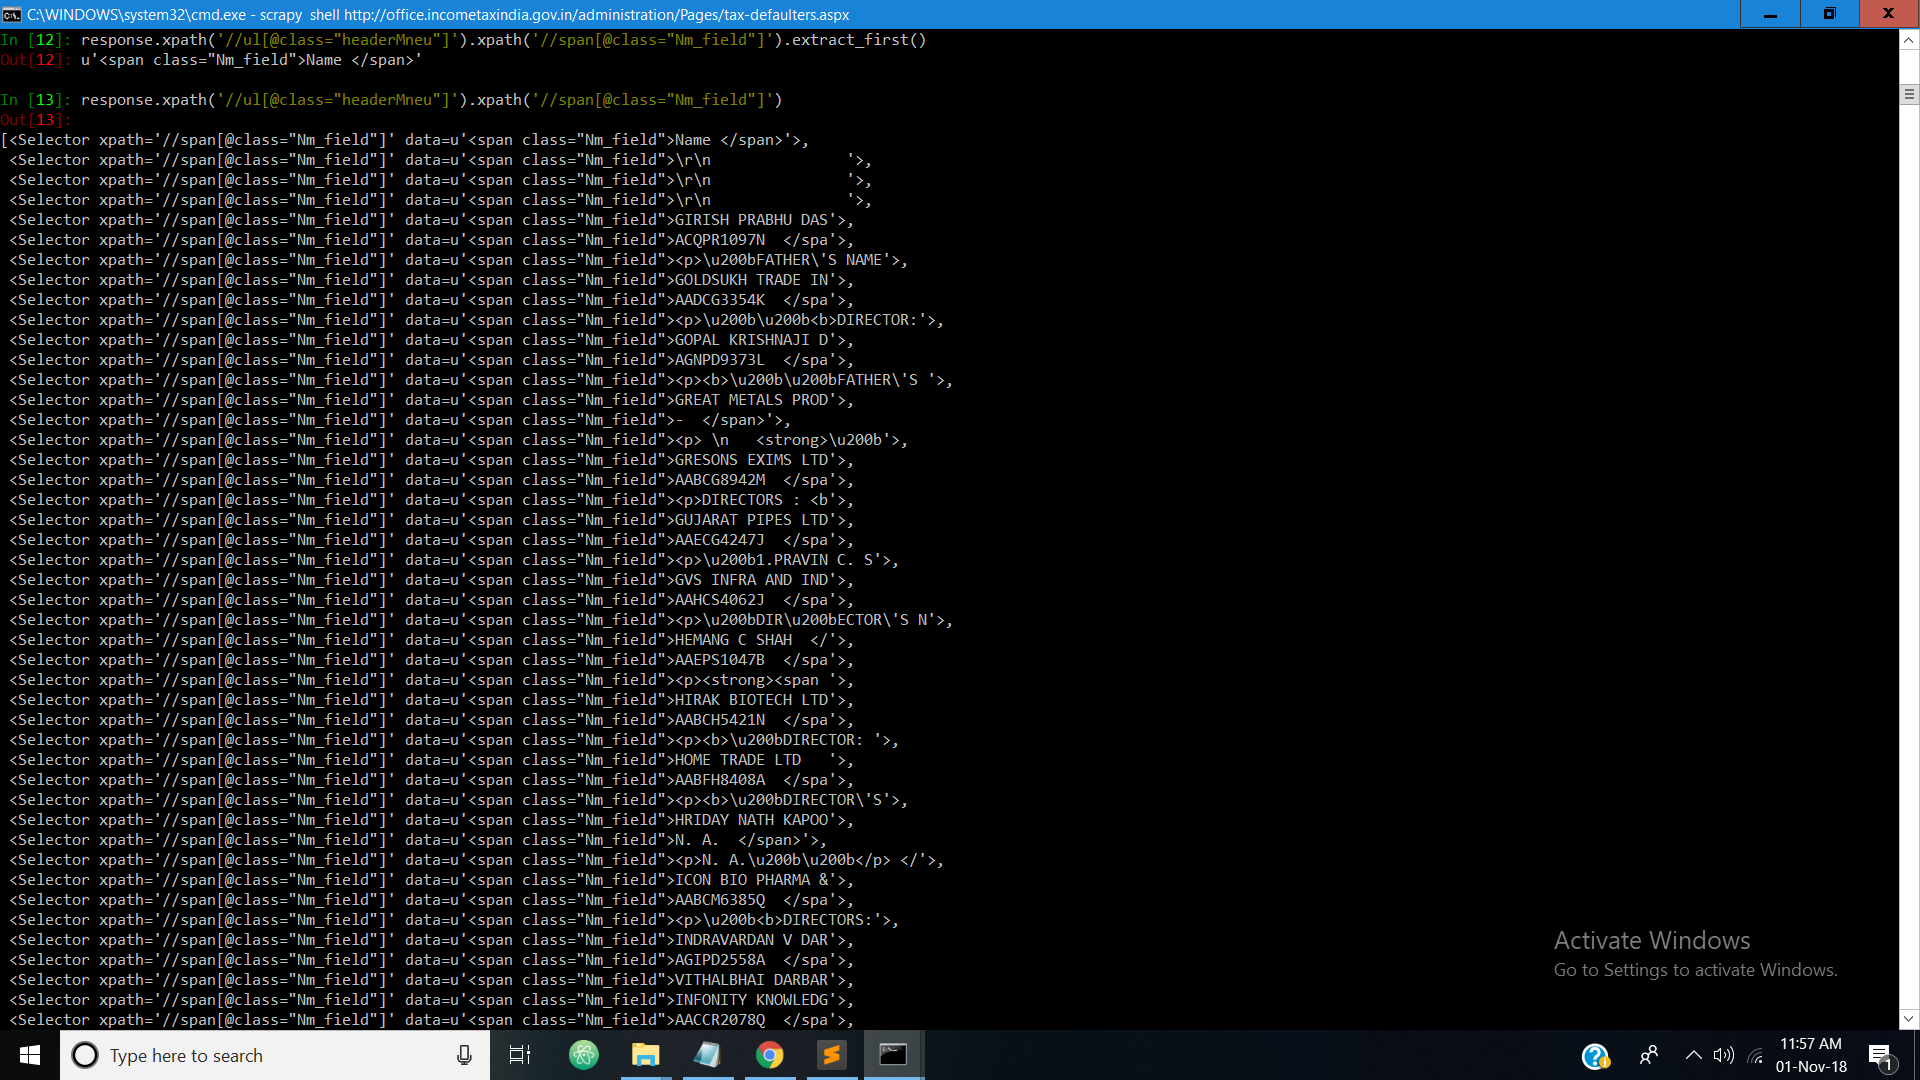 C:\WINDOWS\system32\cmd.exe - scrapy  shell http://office.incometaxindia.gov.in/administration/Pages/tax-defaulters.aspx
In [12]: response.xpath('//ul[@class="headerMneu"]').xpath('//span[@class="Nm_field"]').extract_first()
Out[12]: u'<span class="Nm_field">Name </span>'
In [13]: response.xpath('//ul[@class="headerMneu"]').xpath('//span[@class="Nm_field"]')
Out[13]:
[<Selector xpath='//span[@class="Nm_field"]' data=u'<span class="Nm_field">Name </span>'>,
 <Selector xpath='//span[@class="Nm_field"]' data=u'<span class="Nm_field">\r\n               '>,
 <Selector xpath='//span[@class="Nm_field"]' data=u'<span class="Nm_field">\r\n               '>,
 <Selector xpath='//span[@class="Nm_field"]' data=u'<span class="Nm_field">\r\n               '>,
 <Selector xpath='//span[@class="Nm_field"]' data=u'<span class="Nm_field">GIRISH PRABHU DAS'>,
 <Selector xpath='//span[@class="Nm_field"]' data=u'<span class="Nm_field">ACQPR1097N  </spa'>,
 <Selector xpath='//span[@class="Nm_field"]' data=u'<span class="Nm_field"><p>\u200bFATHER\'S NAME'>,
 <Selector xpath='//span[@class="Nm_field"]' data=u'<span class="Nm_field">GOLDSUKH TRADE IN'>,
 <Selector xpath='//span[@class="Nm_field"]' data=u'<span class="Nm_field">AADCG3354K  </spa'>,
 <Selector xpath='//span[@class="Nm_field"]' data=u'<span class="Nm_field"><p>\u200b\u200b<b>DIRECTOR:'>,
 <Selector xpath='//span[@class="Nm_field"]' data=u'<span class="Nm_field">GOPAL KRISHNAJI D'>,
 <Selector xpath='//span[@class="Nm_field"]' data=u'<span class="Nm_field">AGNPD9373L  </spa'>,
 <Selector xpath='//span[@class="Nm_field"]' data=u'<span class="Nm_field"><p><b>\u200b\u200bFATHER\'S '>,
 <Selector xpath='//span[@class="Nm_field"]' data=u'<span class="Nm_field">GREAT METALS PROD'>,
 <Selector xpath='//span[@class="Nm_field"]' data=u'<span class="Nm_field">-  </span>'>,
 <Selector xpath='//span[@class="Nm_field"]' data=u'<span class="Nm_field"><p> \n   <strong>\u200b'>,
 <Selector xpath='//span[@class="Nm_field"]' data=u'<span class="Nm_field">GRESONS EXIMS LTD'>,
 <Selector xpath='//span[@class="Nm_field"]' data=u'<span class="Nm_field">AABCG8942M  </spa'>,
 <Selector xpath='//span[@class="Nm_field"]' data=u'<span class="Nm_field"><p>DIRECTORS : <b'>,
 <Selector xpath='//span[@class="Nm_field"]' data=u'<span class="Nm_field">GUJARAT PIPES LTD'>,
 <Selector xpath='//span[@class="Nm_field"]' data=u'<span class="Nm_field">AAECG4247J  </spa'>,
 <Selector xpath='//span[@class="Nm_field"]' data=u'<span class="Nm_field"><p>\u200b1.PRAVIN C. S'>,
 <Selector xpath='//span[@class="Nm_field"]' data=u'<span class="Nm_field">GVS INFRA AND IND'>,
 <Selector xpath='//span[@class="Nm_field"]' data=u'<span class="Nm_field">AAHCS4062J  </spa'>,
 <Selector xpath='//span[@class="Nm_field"]' data=u'<span class="Nm_field"><p>\u200bDIR\u200bECTOR\'S N'>,
 <Selector xpath='//span[@class="Nm_field"]' data=u'<span class="Nm_field">HEMANG C SHAH  </'>,
 <Selector xpath='//span[@class="Nm_field"]' data=u'<span class="Nm_field">AAEPS1047B  </spa'>,
 <Selector xpath='//span[@class="Nm_field"]' data=u'<span class="Nm_field"><p><strong><span '>,
 <Selector xpath='//span[@class="Nm_field"]' data=u'<span class="Nm_field">HIRAK BIOTECH LTD'>,
 <Selector xpath='//span[@class="Nm_field"]' data=u'<span class="Nm_field">AABCH5421N  </spa'>,
 <Selector xpath='//span[@class="Nm_field"]' data=u'<span class="Nm_field"><p><b>\u200bDIRECTOR: '>,
 <Selector xpath='//span[@class="Nm_field"]' data=u'<span class="Nm_field">HOME TRADE LTD   '>,
 <Selector xpath='//span[@class="Nm_field"]' data=u'<span class="Nm_field">AABFH8408A  </spa'>,
 <Selector xpath='//span[@class="Nm_field"]' data=u'<span class="Nm_field"><p><b>\u200bDIRECTOR\'S'>,
 <Selector xpath='//span[@class="Nm_field"]' data=u'<span class="Nm_field">HRIDAY NATH KAPOO'>,
 <Selector xpath='//span[@class="Nm_field"]' data=u'<span class="Nm_field">N. A.  </span>'>,
 <Selector xpath='//span[@class="Nm_field"]' data=u'<span class="Nm_field"><p>N. A.\u200b\u200b</p> </'>,
 <Selector xpath='//span[@class="Nm_field"]' data=u'<span class="Nm_field">ICON BIO PHARMA &'>,
 <Selector xpath='//span[@class="Nm_field"]' data=u'<span class="Nm_field">AABCM6385Q  </spa'>,
 <Selector xpath='//span[@class="Nm_field"]' data=u'<span class="Nm_field"><p>\u200b<b>DIRECTORS:'>,
 <Selector xpath='//span[@class="Nm_field"]' data=u'<span class="Nm_field">INDRAVARDAN V DAR'>,
 <Selector xpath='//span[@class="Nm_field"]' data=u'<span class="Nm_field">AGIPD2558A  </spa'>,
 <Selector xpath='//span[@class="Nm_field"]' data=u'<span class="Nm_field">VITHALBHAI DARBAR'>,
 <Selector xpath='//span[@class="Nm_field"]' data=u'<span class="Nm_field">INFONITY KNOWLEDG'>,
 <Selector xpath='//span[@class="Nm_field"]' data=u'<span class="Nm_field">AACCR2078Q  </spa'>,
Activate Windows
Go to Settings to activate Windows.
Type here to search
11:57 AM
01-Nov-18
1